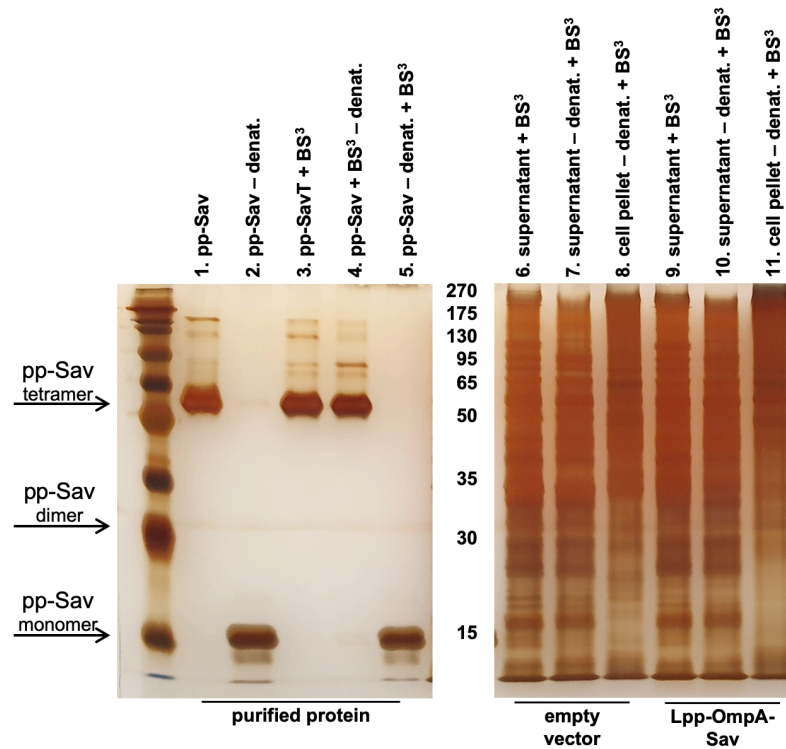 1. pp-Sav
2. pp-Sav – denat.
3. pp-SavT + BS³
4. pp-Sav + BS³ – denat.
5. pp-Sav – denat. + BS³
6. supernatant + BS³
7. supernatant – denat. + BS³
8. cell pellet – denat. + BS³
9. supernatant + BS³
10. supernatant – denat. + BS³
11. cell pellet – denat. + BS³
pp-Sav
tetramer
pp-Sav
dimer
pp-Sav
monomer
270
175
130
95
65
50
35
30
15
purified protein
empty
vector
Lpp-OmpA-
Sav